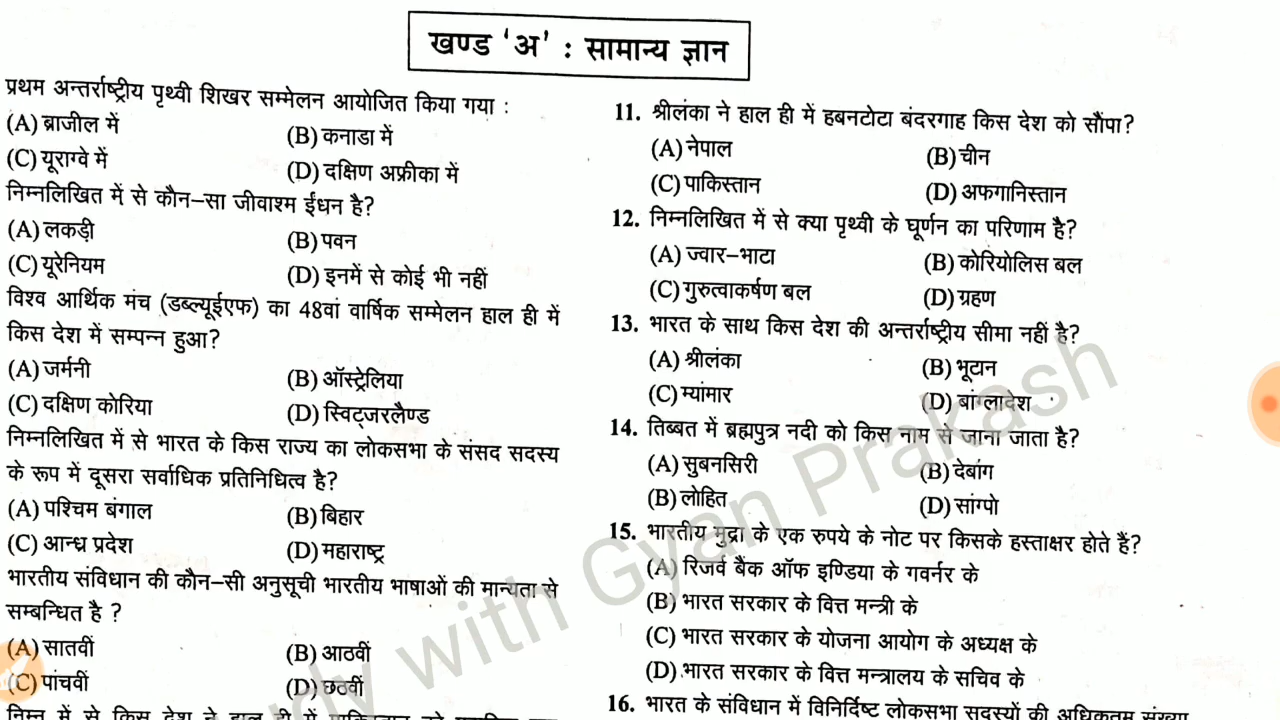 खण्ड 'अ' : सामान्य ज्ञान
प्रथम अन्तर्राष्ट्रीय पृथ्वी शिखर सम्मेलन आयोजित किया गया :
(A) ब्राजील में (B) कनाडा में
(C) यूराग्वे में (D) दक्षिण अफ्रीका में
निम्नलिखित में से कौन-सा जीवाश्म ईंधन है?
(A) लकड़ी (B) पवन
(C) यूरेनियम (D) इनमें से कोई भी नहीं
विश्व आर्थिक मंच (डब्ल्यूईएफ) का 48वां वार्षिक सम्मेलन हाल ही में
किस देश में सम्पन्न हुआ?
(A) जर्मनी (B) ऑस्ट्रेलिया
(C) दक्षिण कोरिया (D) स्विट्जरलैण्ड
निम्नलिखित में से भारत के किस राज्य का लोकसभा के संसद सदस्य
के रूप में दूसरा सर्वाधिक प्रतिनिधित्व है?
(A) पश्चिम बंगाल (B) बिहार
(C) आन्ध्र प्रदेश (D) महाराष्ट्र
भारतीय संविधान की कौन-सी अनुसूची भारतीय भाषाओं की मान्यता से
सम्बन्धित है ?
(A) सातवीं (B) आठवीं
(C) पांचवीं (D) छठवीं
निम्न में से किस देश ने हाल ही में
11. श्रीलंका ने हाल ही में हबनटोटा बंदरगाह किस देश को सौंपा?
(A) नेपाल (B) चीन
(C) पाकिस्तान (D) अफगानिस्तान
12. निम्नलिखित में से क्या पृथ्वी के घूर्णन का परिणाम है?
(A) ज्वार-भाटा (B) कोरियोलिस बल
(C) गुरुत्वाकर्षण बल (D) ग्रहण
13. भारत के साथ किस देश की अन्तर्राष्ट्रीय सीमा नहीं है?
(A) श्रीलंका (B) भूटान
(C) म्यांमार (D) बांग्लादेश
14. तिब्बत में ब्रह्मपुत्र नदी को किस नाम से जाना जाता है?
(A) सुबनसिरी (B) देबांग
(B) लोहित (D) सांग्पो
15. भारतीय मुद्रा के एक रुपये के नोट पर किसके हस्ताक्षर होते हैं?
(A) रिजर्व बैंक ऑफ इण्डिया के गवर्नर के
(B) भारत सरकार के वित्त मन्त्री के
(C) भारत सरकार के योजना आयोग के अध्यक्ष के
(D) भारत सरकार के वित्त मन्त्रालय के सचिव के
16. भारत के संविधान में विनिर्दिष्ट लोकसभा सदस्यों की अधिकतम संख्या
with Gyan Prakash